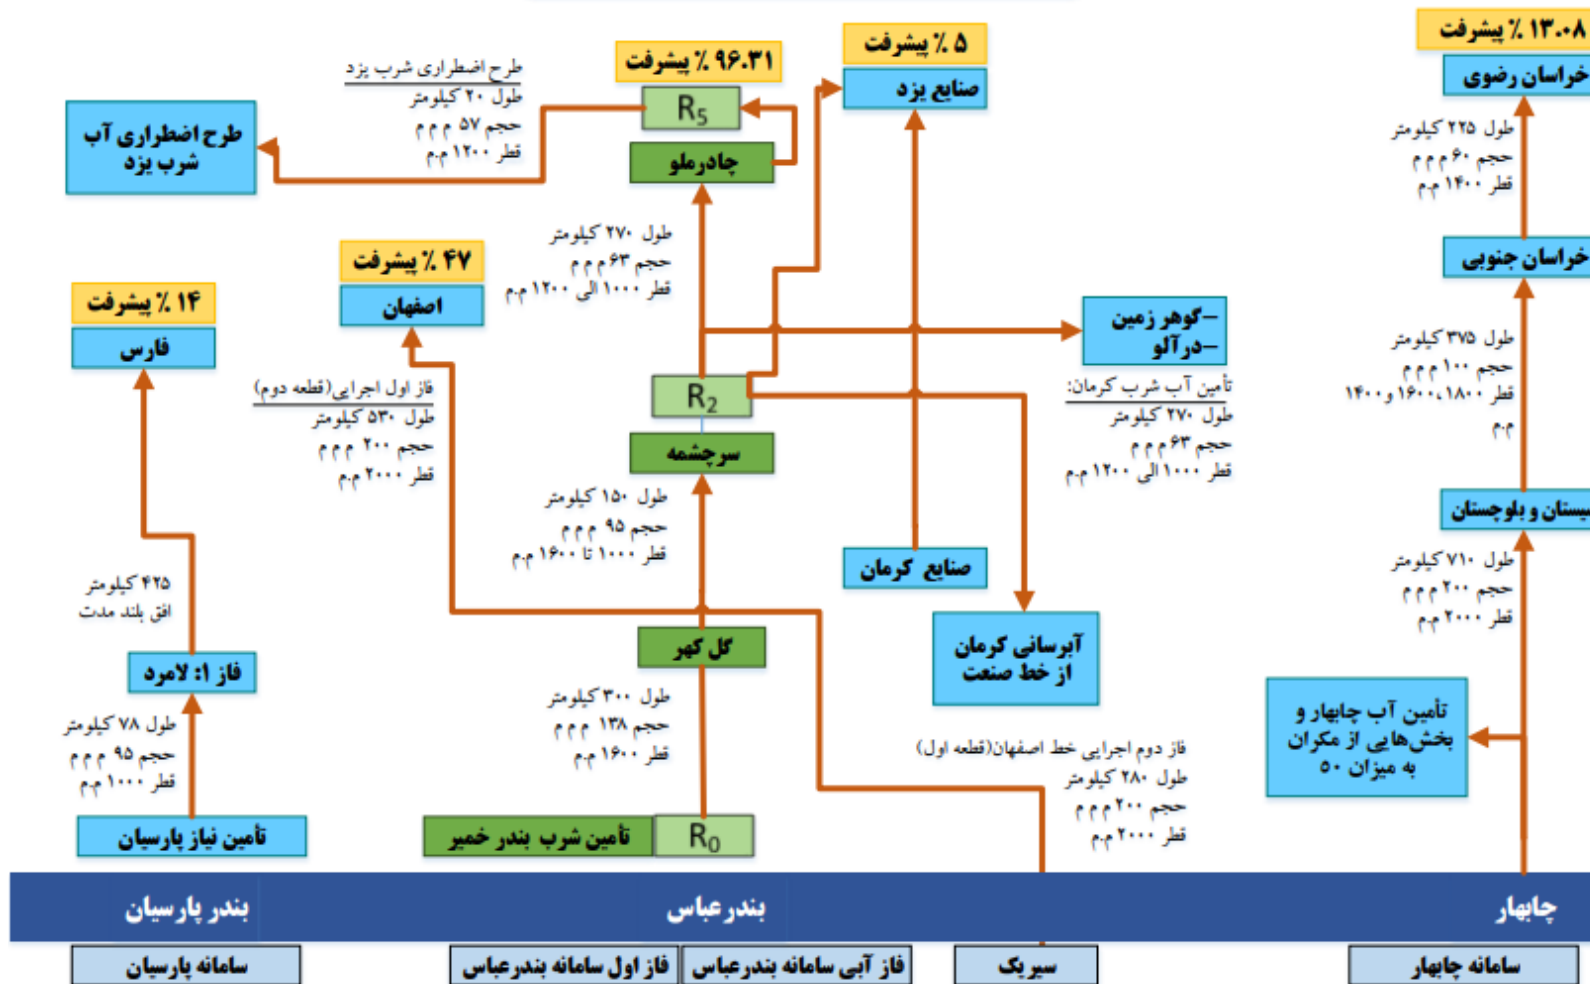 ۱۳.۰۸ ٪ پیشرفت
خراسان رضوی
طول ۲۲۵ کیلومتر
حجم ۶۰ م م م
قطر ۱۴۰۰ م.م
خراسان جنوبی
طول ۳۷۵ کیلومتر
حجم ۱۰۰ م م م
قطر ۱۸۰۰، ۱۶۰۰ و ۱۴۰۰
م.م
سیستان و بلوچستان
طول ۷۱۰ کیلومتر
حجم ۲۰۰ م م م
قطر ۲۰۰۰ م.م
تأمین آب چابهار و
بخش‌هایی از مکران
به میزان ۵۰
۵ ٪ پیشرفت
صنایع یزد
-گوهر زمین
-درآلو
تأمین آب شرب کرمان:
طول ۲۷۰ کیلومتر
حجم ۶۳ م م م
قطر ۱۰۰۰ الی ۱۲۰۰ م.م
صنایع کرمان
آبرسانی کرمان
از خط صنعت
فاز دوم اجرایی خط اصفهان(قطعه اول)
طول ۲۸۰ کیلومتر
حجم ۲۰۰ م م م
قطر ۲۰۰۰ م.م
۹۶.۳۱ ٪ پیشرفت
R5
چادرملو
طول ۲۷۰ کیلومتر
حجم ۶۳ م م م
قطر ۱۰۰۰ الی ۱۲۰۰ م.م
R2
سرچشمه
طول ۱۵۰ کیلومتر
حجم ۹۵ م م م
قطر ۱۰۰۰ تا ۱۶۰۰ م.م
گل کهر
طول ۳۰۰ کیلومتر
حجم ۱۳۸ م م م
قطر ۱۶۰۰ م.م
R0
تأمین شرب بندر خمیر
طرح اضطراری شرب یزد
طول ۲۰ کیلومتر
حجم ۵۷ م م م
قطر ۱۲۰۰ م.م
طرح اضطراری آب
شرب یزد
۴۷ ٪ پیشرفت
اصفهان
فاز اول اجرایی(قطعه دوم)
طول ۵۳۰ کیلومتر
حجم ۲۰۰ م م م
قطر ۲۰۰۰ م.م
۱۴ ٪ پیشرفت
فارس
۴۲۵ کیلومتر
افق بلند مدت
فاز ۱: لامرد
طول ۷۸ کیلومتر
حجم ۹۵ م م م
قطر ۱۰۰۰ م.م
تأمین نیاز پارسیان
چابهار
بندرعباس
بندر پارسیان
سامانه چابهار
سیریک
فاز آبی سامانه بندرعباس
فاز اول سامانه بندرعباس
سامانه پارسیان